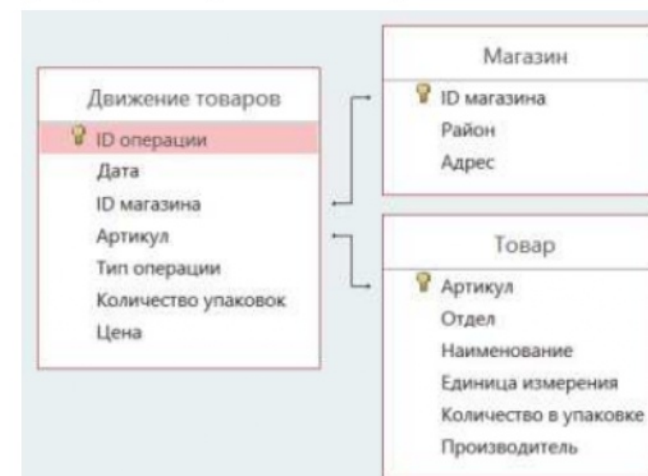 Движение товаров
ID операции
Дата
ID магазина
Артикул
Тип операции
Количество упаковок
Цена
Магазин
ID магазина
Район
Адрес
Товар
Артикул
Отдел
Наименование
Единица измерения
Количество в упаковке
Производитель